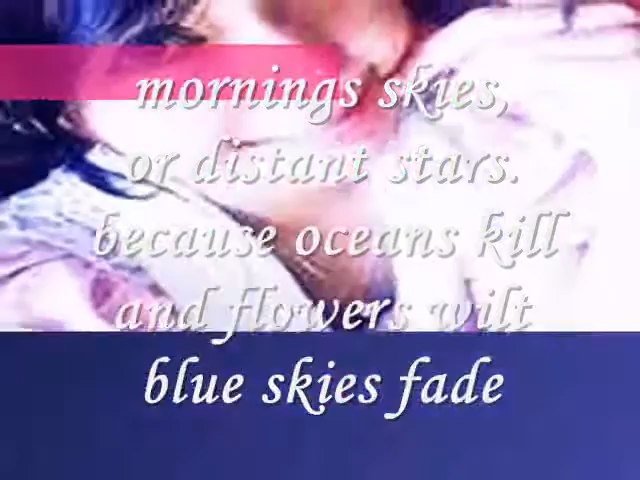 mornings skies,
or distant stars.
because oceans kill
and flowers wilt
blue skies fade